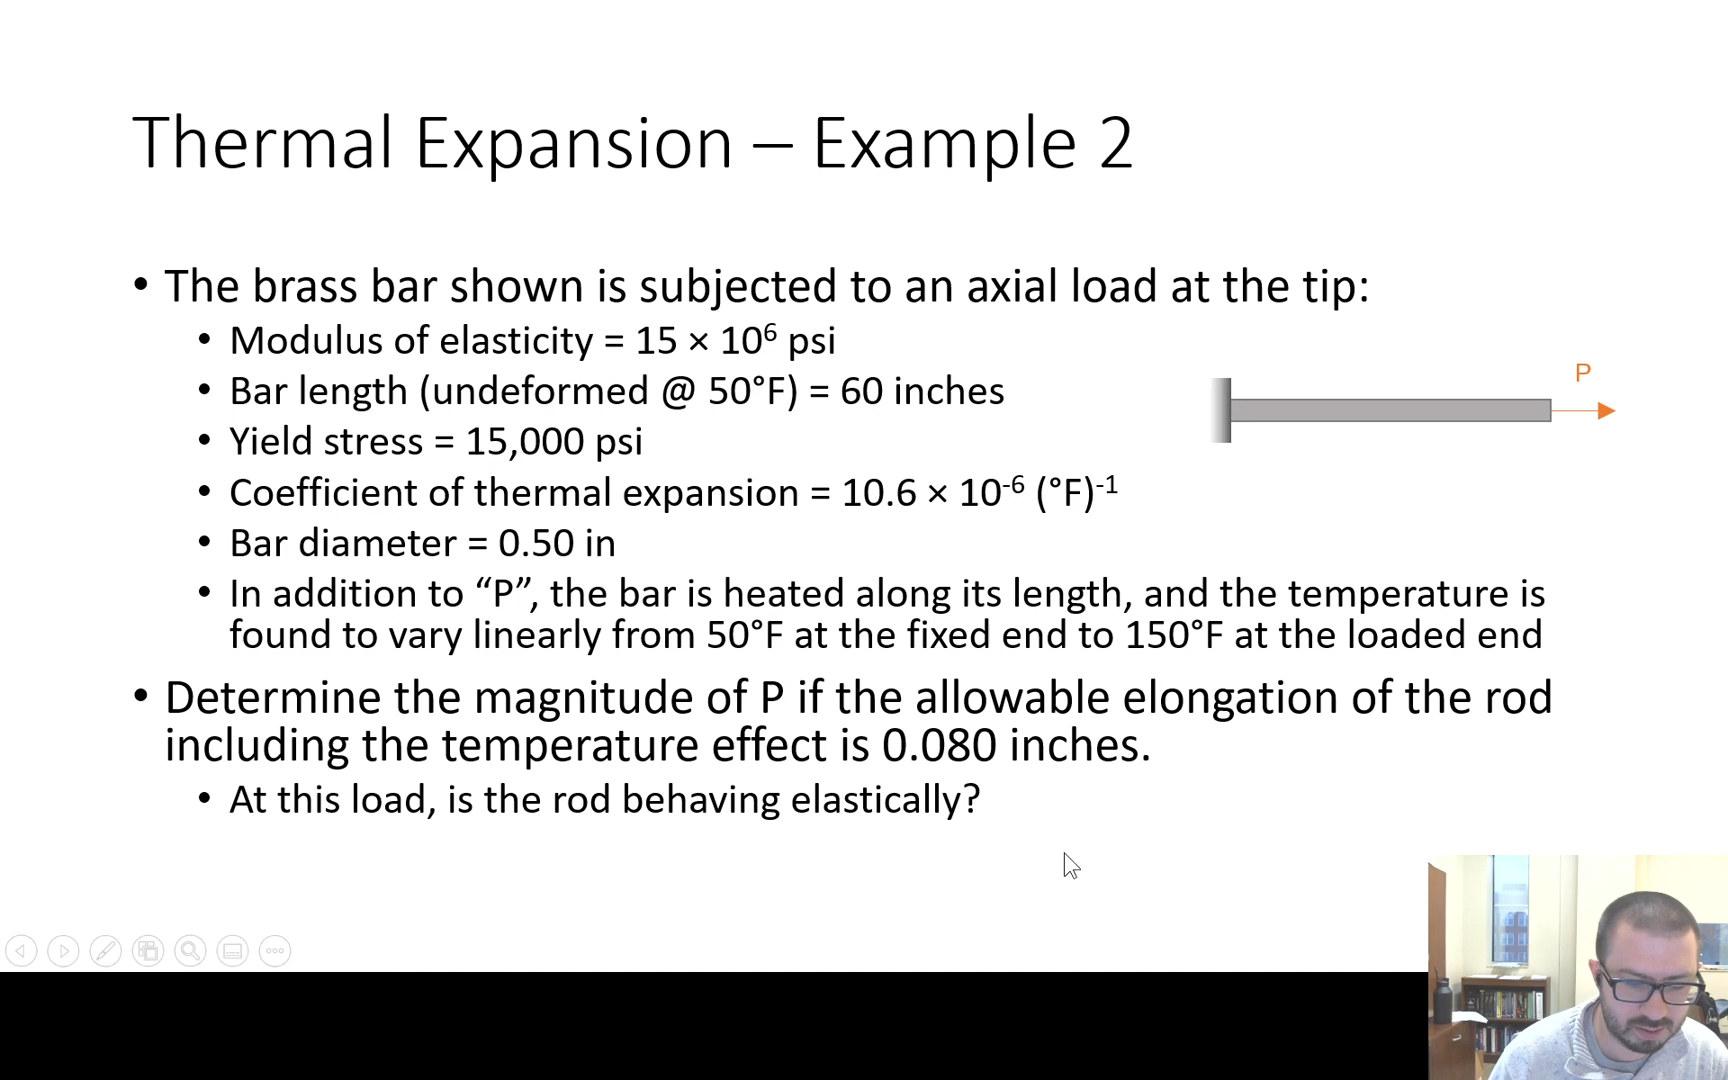 Thermal Expansion – Example 2
• The brass bar shown is subjected to an axial load at the tip:
• Modulus of elasticity = 15 × 10⁶ psi
• Bar length (undeformed @ 50°F) = 60 inches
• Yield stress = 15,000 psi
• Coefficient of thermal expansion = 10.6 × 10⁻⁶ (°F)⁻¹
• Bar diameter = 0.50 in
• In addition to “P”, the bar is heated along its length, and the temperature is
found to vary linearly from 50°F at the fixed end to 150°F at the loaded end
• Determine the magnitude of P if the allowable elongation of the rod
including the temperature effect is 0.080 inches.
• At this load, is the rod behaving elastically?
P